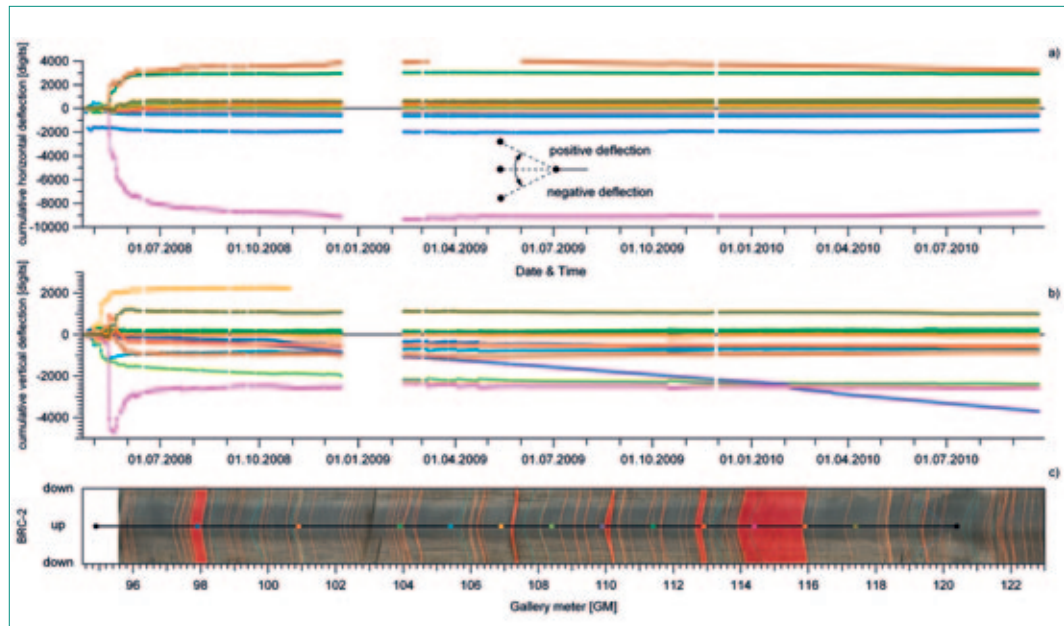 a)
cumulative horizontal deflection [digits]
4000
2000
0
-2000
-4000
-6000
-8000
-10000
positive deflection
negative deflection
01.07.2008 01.10.2008 01.01.2009 01.04.2009 01.07.2009 01.10.2009 01.01.2010 01.04.2010 01.07.2010
Date & Time
b)
cumulative vertical deflection [digits]
2000
0
-2000
-4000
01.07.2008 01.10.2008 01.01.2009 01.04.2009 01.07.2009 01.10.2009 01.01.2010 01.04.2010 01.07.2010
c)
BRC-2
down
up
down
96 98 100 102 104 106 108 110 112 114 116 118 120 122
Gallery meter [GM]